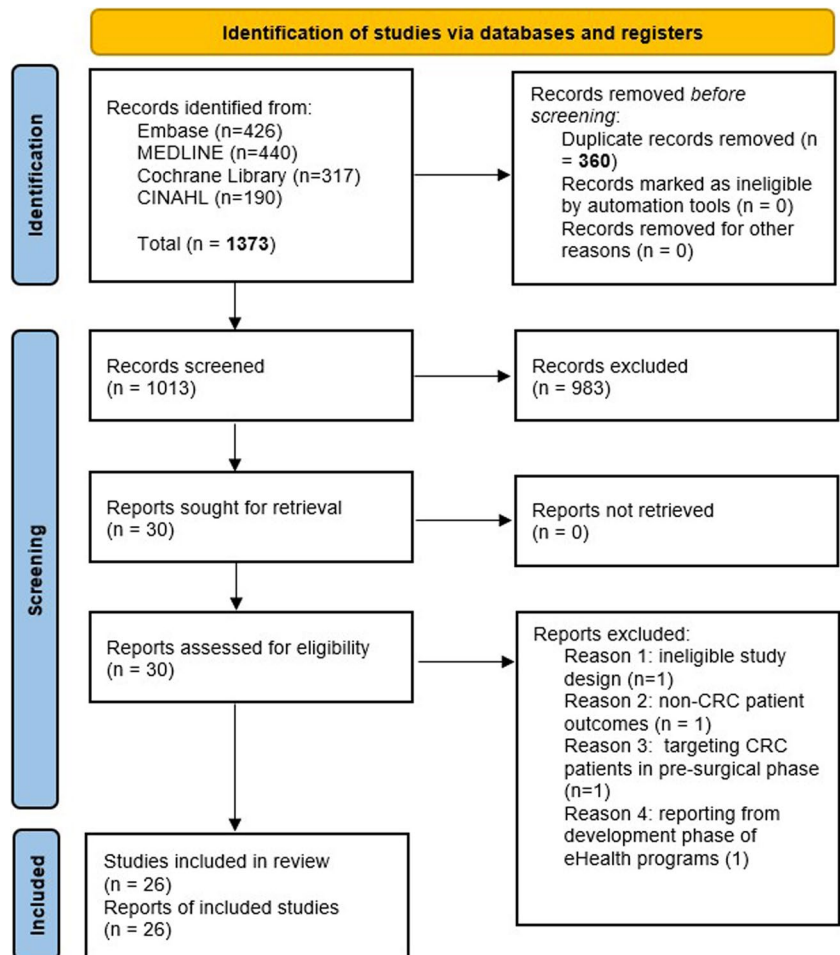 Identification of studies via databases and registers
Identification
Records identified from:
Embase (n=426)
MEDLINE (n=440)
Cochrane Library (n=317)
CINAHL (n=190)
Total (n = 1373)
Records removed before
screening:
Duplicate records removed (n
= 360)
Records marked as ineligible
by automation tools (n = 0)
Records removed for other
reasons (n = 0)
Screening
Records screened
(n = 1013)
Records excluded
(n = 983)
Reports sought for retrieval
(n = 30)
Reports not retrieved
(n = 0)
Reports assessed for eligibility
(n = 30)
Reports excluded:
Reason 1: ineligible study
design (n=1)
Reason 2: non-CRC patient
outcomes (n = 1)
Reason 3:  targeting CRC
patients in pre-surgical phase
(n=1)
Reason 4: reporting from
development phase of
eHealth programs (1)
Included
Studies included in review
(n = 26)
Reports of included studies
(n = 26)